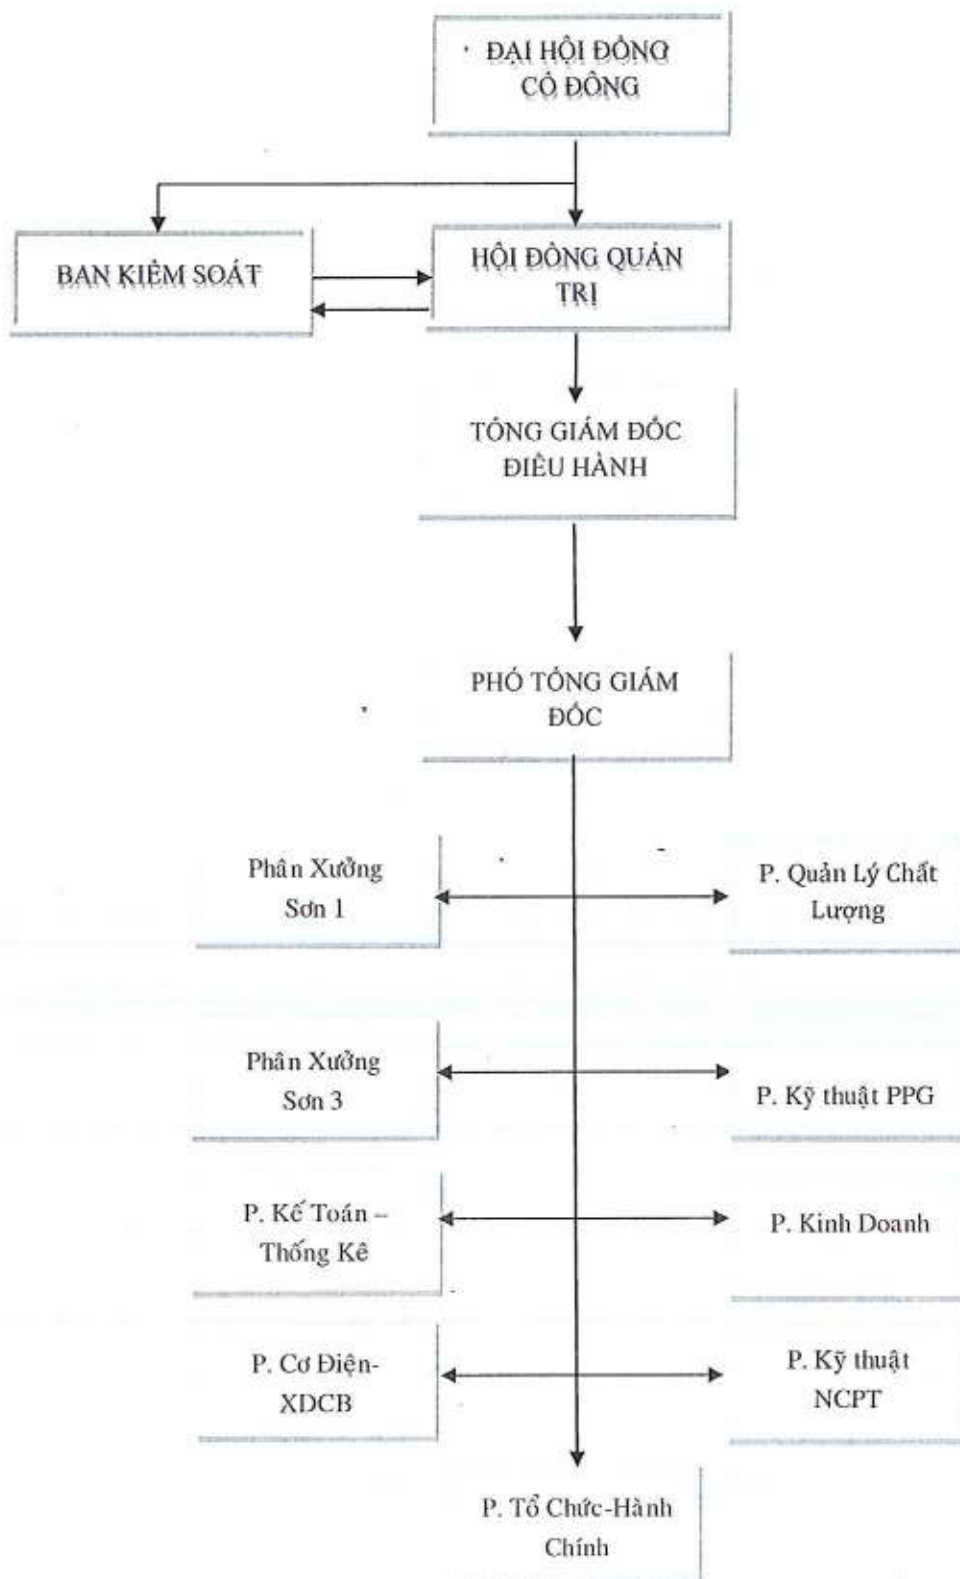 ĐẠI HỘI ĐỒNG
CỔ ĐÔNG
BAN KIỂM SOÁT
HỘI ĐỒNG QUẢN
TRỊ
TỔNG GIÁM ĐỐC
ĐIỀU HÀNH
PHÓ TỔNG GIÁM
ĐỐC
Phân Xưởng
Sơn 1
P. Quản Lý Chất
Lượng
Phân Xưởng
Sơn 3
P. Kỹ thuật PPG
P. Kế Toán –
Thống Kê
P. Kinh Doanh
P. Cơ Điện-
XDCB
P. Kỹ thuật
NCPT
P. Tổ Chức-Hành
Chính